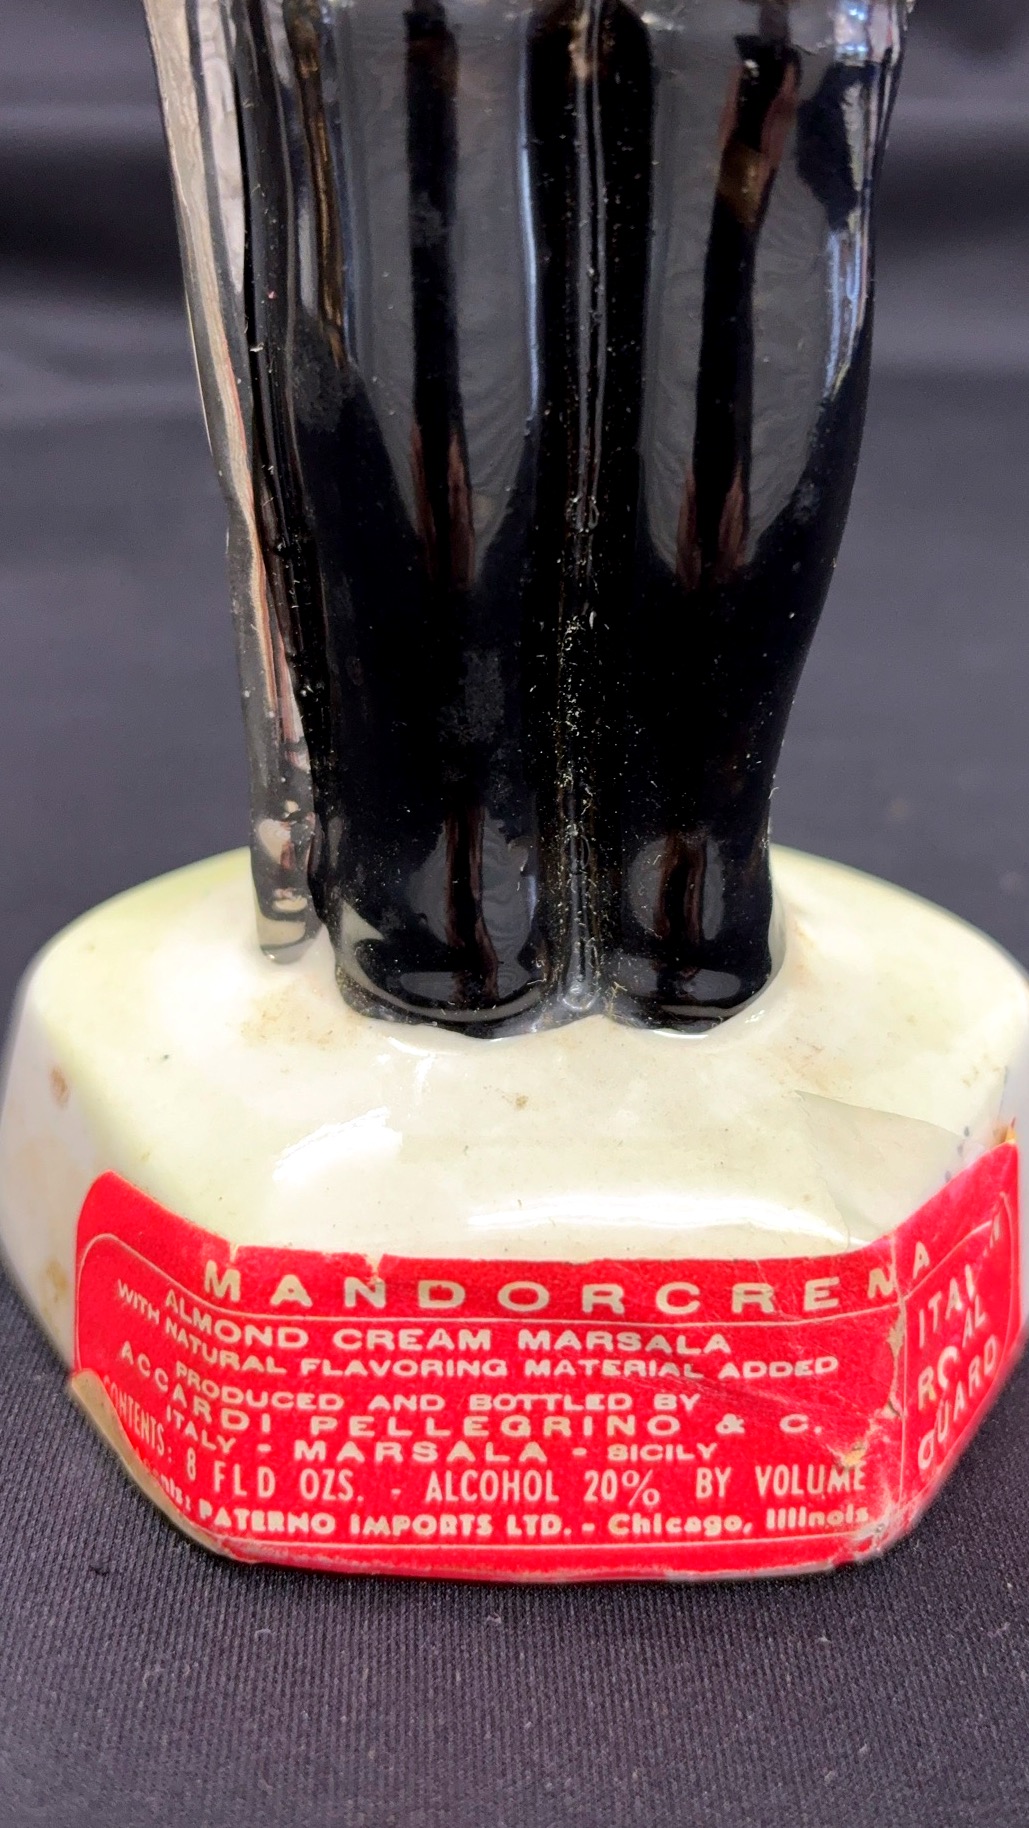 MANDORCREMA
ALMOND CREAM MARSALA
WITH NATURAL FLAVORING MATERIAL ADDED
PRODUCED AND BOTTLED BY
ACCARDI PELLEGRINO & C.
ITALY - MARSALA - SICILY
CONTENTS: 8 FLD OZS. - ALCOHOL 20% BY VOLUME
PATERNO IMPORTS LTD. - Chicago, Illinois
ITAL
ROYAL
GUARD